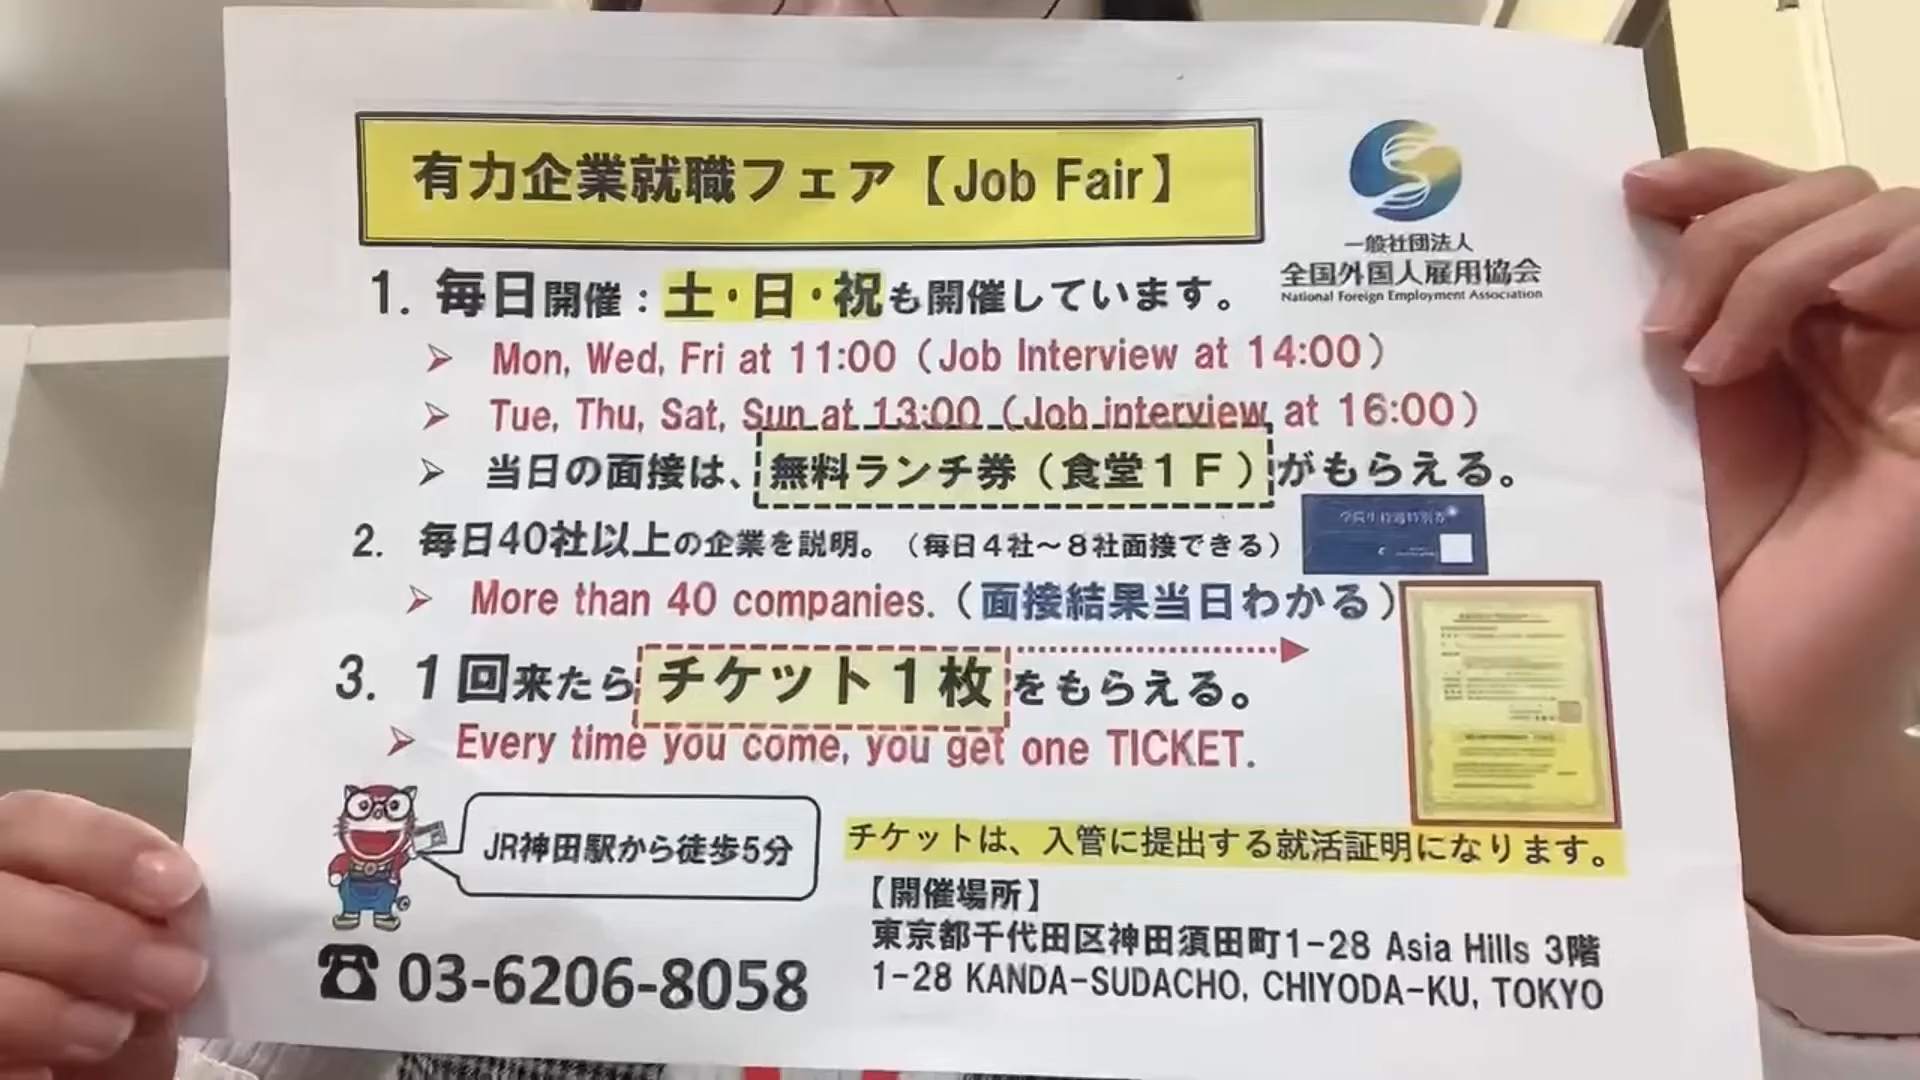 有力企業就職フェア【Job Fair】
一般社団法人
全国外国人雇用協会
National Foreign Employment Association
1. 毎日開催：土・日・祝も開催しています。
➢ Mon, Wed, Fri at 11:00（Job Interview at 14:00）
➢ Tue, Thu, Sat, Sun at 13:00（Job interview at 16:00）
➢ 当日の面接は、無料ランチ券（食堂１F）がもらえる。
2. 毎日40社以上の企業を説明。（毎日４社～８社面接できる）
➢ More than 40 companies.（面接結果当日わかる）
3. １回来たらチケット１枚をもらえる。
➢ Every time you come, you get one TICKET.
JR神田駅から徒歩5分
チケットは、入管に提出する就活証明になります。
【開催場所】
東京都千代田区神田須田町1-28 Asia Hills 3階
1-28 KANDA-SUDACHO, CHIYODA-KU, TOKYO
☎ 03-6206-8058